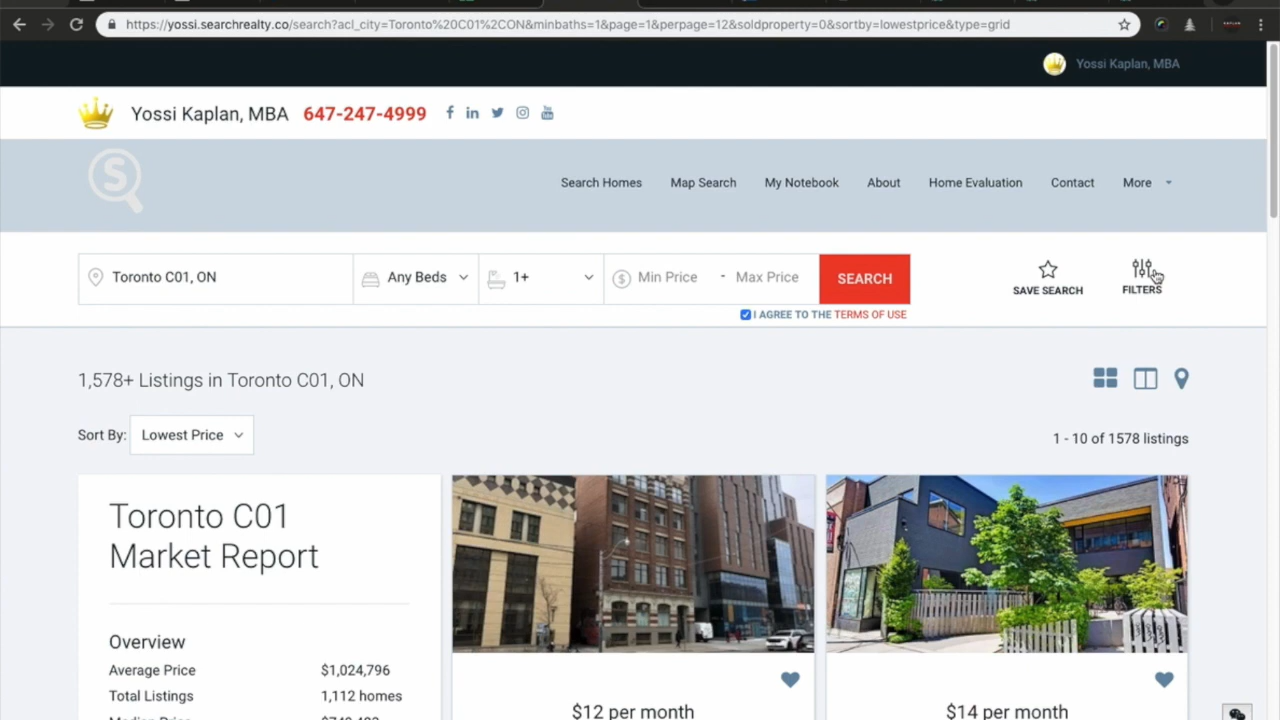 https://yossi.searchrealty.co/search?acl_city=Toronto%20C01%2CON&minbaths=1&page=1&perpage=12&soldproperty=0&sortby=lowestprice&type=grid
Yossi Kaplan, MBA
Yossi Kaplan, MBA 647-247-4999
S
Search Homes Map Search My Notebook About Home Evaluation Contact More
Toronto C01, ON Any Beds 1+ $ Min Price - Max Price SEARCH
SAVE SEARCH FILTERS
I AGREE TO THE TERMS OF USE
1,578+ Listings in Toronto C01, ON
Sort By: Lowest Price
1 - 10 of 1578 listings
Toronto C01
Market Report
Overview
Average Price $1,024,796
Total Listings 1,112 homes
$12 per month
$14 per month